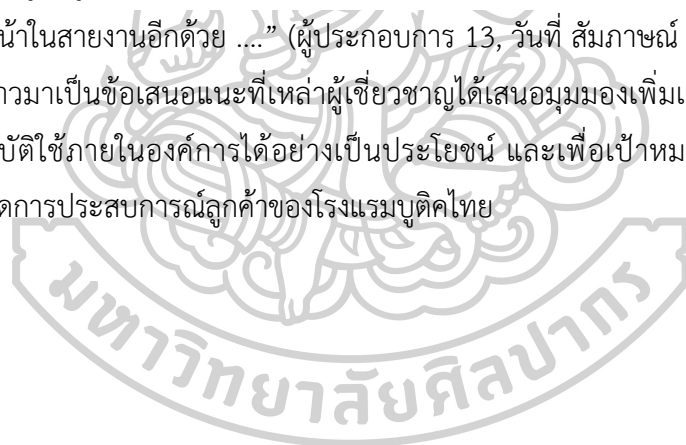 น้าในสายงานอีกด้วย ....” (ผู้ประกอบการ 13, วันที่ สัมภาษณ์
าวมาเป็นข้อเสนอแนะที่เหล่าผู้เชี่ยวชาญได้เสนอมุมมองเพิ่มเ
บัติใช้ภายในองค์การได้อย่างเป็นประโยชน์ และเพื่อเป้าหม
ดการประสบการณ์ลูกค้าของโรงแรมบูติคไทย
มหาวิทยาลัยศิลปากร